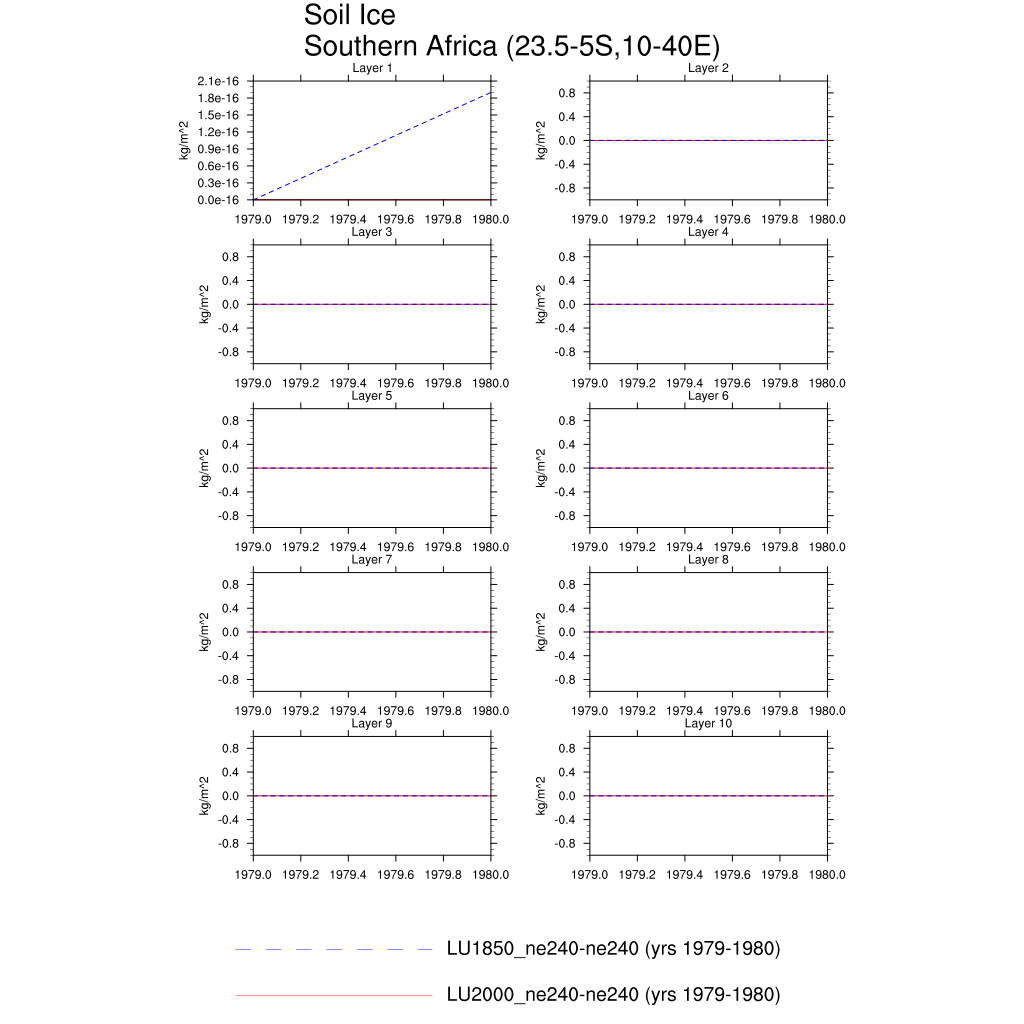 Soil Ice
Southern Africa (23.5-5S,10-40E)
Layer 1
2.1e-16
1.8e-16
1.5e-16
1.2e-16
0.9e-16
0.6e-16
0.3e-16
0.0e-16
kg/m^2
1979.0 1979.2 1979.4 1979.6 1979.8 1980.0
Layer 2
0.8
0.4
0.0
-0.4
-0.8
kg/m^2
1979.0 1979.2 1979.4 1979.6 1979.8 1980.0
Layer 3
0.8
0.4
0.0
-0.4
-0.8
kg/m^2
1979.0 1979.2 1979.4 1979.6 1979.8 1980.0
Layer 4
0.8
0.4
0.0
-0.4
-0.8
kg/m^2
1979.0 1979.2 1979.4 1979.6 1979.8 1980.0
Layer 5
0.8
0.4
0.0
-0.4
-0.8
kg/m^2
1979.0 1979.2 1979.4 1979.6 1979.8 1980.0
Layer 6
0.8
0.4
0.0
-0.4
-0.8
kg/m^2
1979.0 1979.2 1979.4 1979.6 1979.8 1980.0
Layer 7
0.8
0.4
0.0
-0.4
-0.8
kg/m^2
1979.0 1979.2 1979.4 1979.6 1979.8 1980.0
Layer 8
0.8
0.4
0.0
-0.4
-0.8
kg/m^2
1979.0 1979.2 1979.4 1979.6 1979.8 1980.0
Layer 9
0.8
0.4
0.0
-0.4
-0.8
kg/m^2
1979.0 1979.2 1979.4 1979.6 1979.8 1980.0
Layer 10
0.8
0.4
0.0
-0.4
-0.8
kg/m^2
1979.0 1979.2 1979.4 1979.6 1979.8 1980.0
LU1850_ne240-ne240 (yrs 1979-1980)
LU2000_ne240-ne240 (yrs 1979-1980)